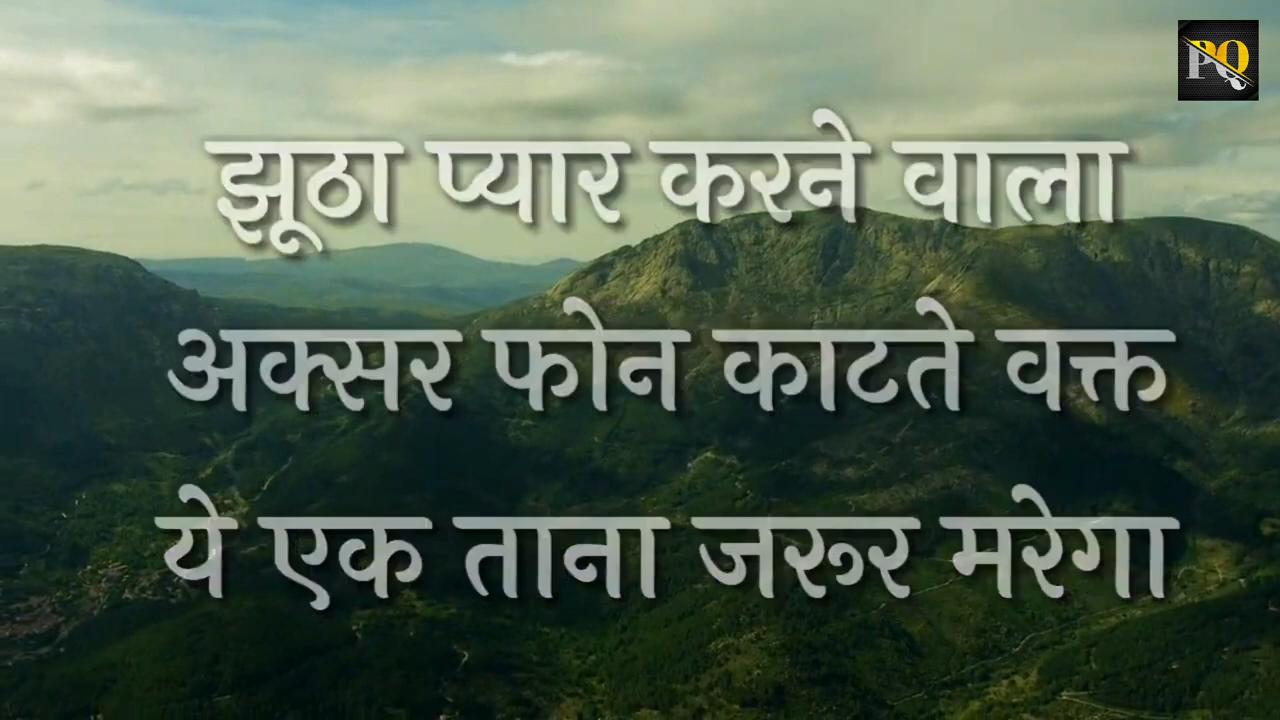 PQ
झूठा प्यार करने वाला
अक्सर फोन काटते वक्त
ये एक ताना जरूर मरेगा